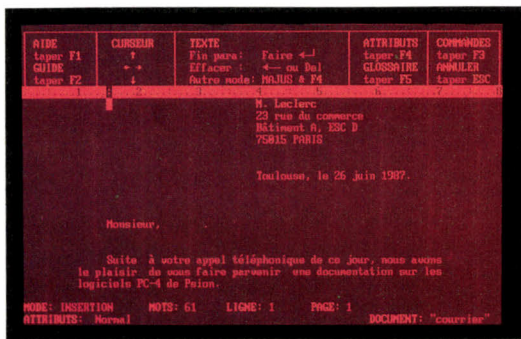 AIDE CURSEUR TEXTE ATTRIBUTS COMMANDES
taper F1 ↑ Fin para: Faire ↵ taper F4 taper F3
GUIDE ← → Effacer : ← ou Del GLOSSAIRE ANNULER
taper F2 ↓ Autre mode: MAJUS & F4 taper F5 taper ESC
M. Leclerc
23 rue du commerce
Bâtiment A, ESC D
75015 PARIS
Toulouse, le 26 juin 1987.
Monsieur,
Suite à votre appel téléphonique de ce jour, nous avons
le plaisir de vous faire parvenir une documentation sur les
logiciels PC-4 de Psion.
MODE: INSERTION MOTS: 61 LIGNE: 1 PAGE: 1
ATTRIBUTS: Normal DOCUMENT: "courrier"